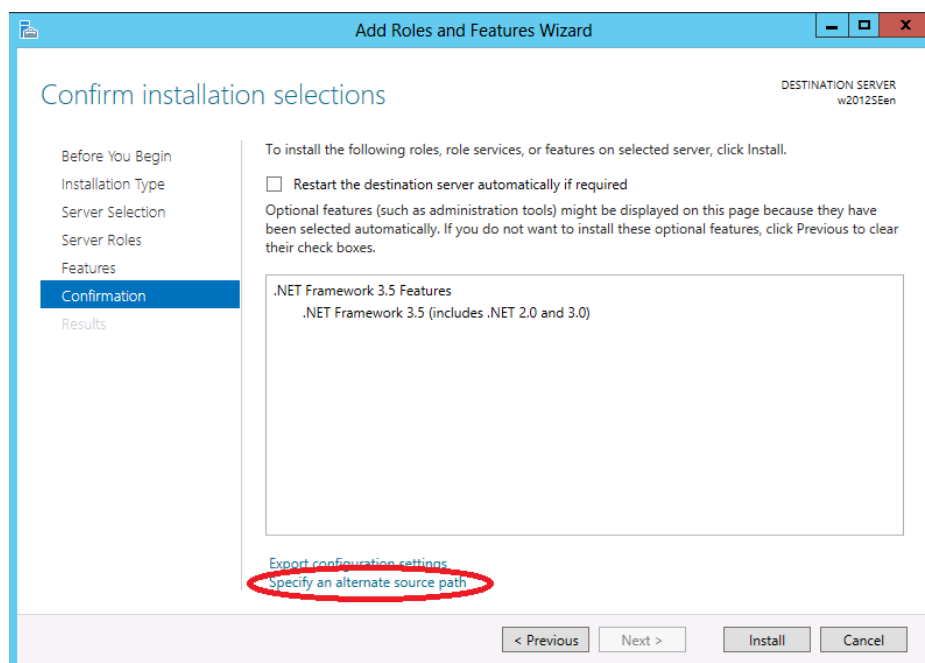 Add Roles and Features Wizard
Confirm installation selections
DESTINATION SERVER
w2012SEen
Before You Begin
Installation Type
Server Selection
Server Roles
Features
Confirmation
Results
To install the following roles, role services, or features on selected server, click Install.
Restart the destination server automatically if required
Optional features (such as administration tools) might be displayed on this page because they have
been selected automatically. If you do not want to install these optional features, click Previous to clear
their check boxes.
.NET Framework 3.5 Features
.NET Framework 3.5 (includes .NET 2.0 and 3.0)
Export configuration settings
Specify an alternate source path
< Previous
Next >
Install
Cancel